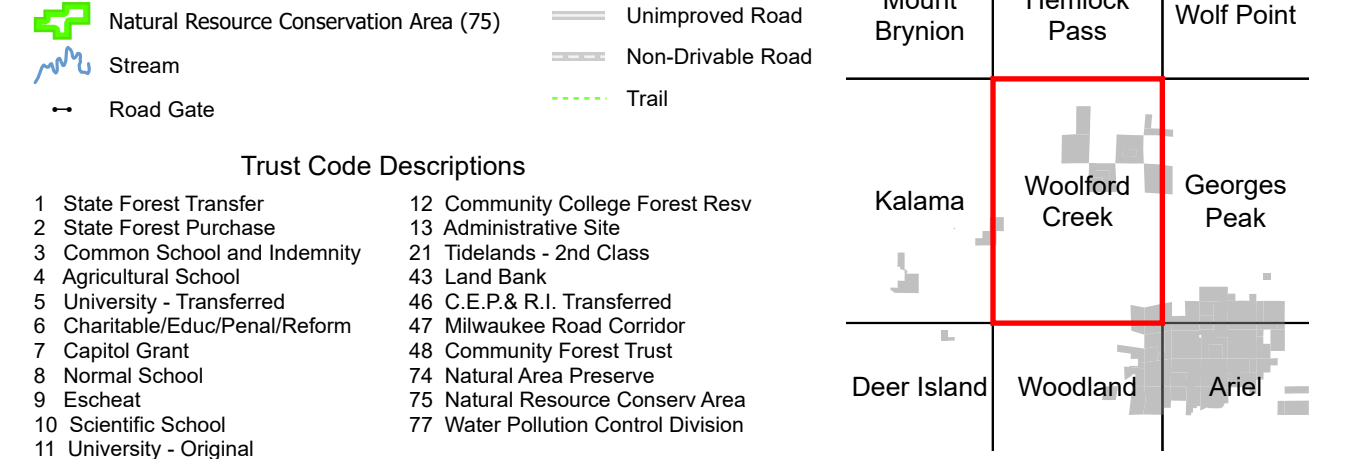 Natural Resource Conservation Area (75)
Stream
Road Gate
Unimproved Road
Non-Drivable Road
Trail
Trust Code Descriptions
1 State Forest Transfer
2 State Forest Purchase
3 Common School and Indemnity
4 Agricultural School
5 University - Transferred
6 Charitable/Educ/Penal/Reform
7 Capitol Grant
8 Normal School
9 Escheat
10 Scientific School
11 University - Original
12 Community College Forest Resv
13 Administrative Site
21 Tidelands - 2nd Class
43 Land Bank
46 C.E.P.& R.I. Transferred
47 Milwaukee Road Corridor
48 Community Forest Trust
74 Natural Area Preserve
75 Natural Resource Conserv Area
77 Water Pollution Control Division
Mount
Brynion
Hemlock
Pass
Wolf Point
Kalama
Woolford
Creek
Georges
Peak
Deer Island
Woodland
Ariel